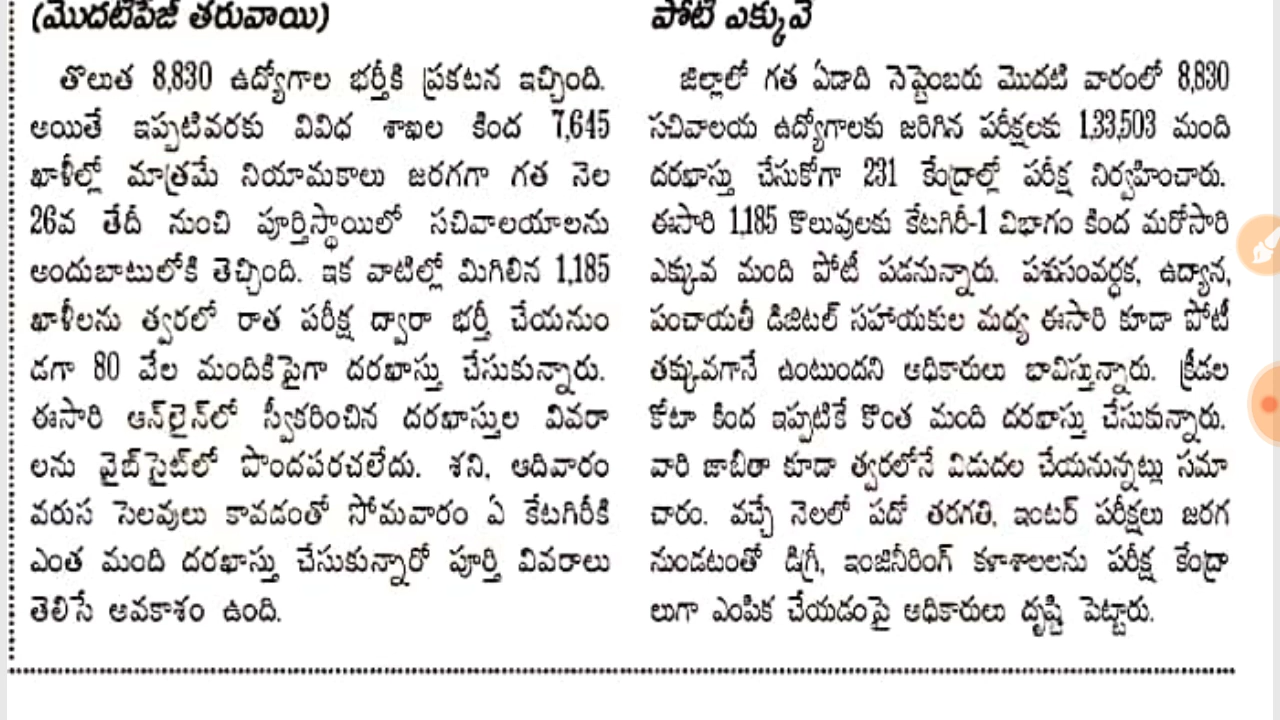 (మొదటిపేజీ తరువాయి)
తొలుత 8,830 ఉద్యోగాల భర్తీకి ప్రకటన ఇచ్చింది.
అయితే ఇప్పటివరకు వివిధ శాఖల కింద 7,645
ఖాళీల్లో మాత్రమే నియామకాలు జరగగా గత నెల
26వ తేదీ నుంచి పూర్తిస్థాయిలో సచివాలయాలను
అందుబాటులోకి తెచ్చింది. ఇక వాటిల్లో మిగిలిన 1,185
ఖాళీలను త్వరలో రాత పరీక్ష ద్వారా భర్తీ చేయనుం
డగా 80 వేల మందికిపైగా దరఖాస్తు చేసుకున్నారు.
ఈసారి ఆన్‌లైన్‌లో స్వీకరించిన దరఖాస్తుల వివరా
లను వైబ్‌సైట్‌లో పొందపరచలేదు. శని, ఆదివారం
వరుస సెలవులు కావడంతో సోమవారం ఏ కేటగిరీకి
ఎంత మంది దరఖాస్తు చేసుకున్నారో పూర్తి వివరాలు
తెలిసే అవకాశం ఉంది.
పోటీ ఎక్కువే
జిల్లాలో గత ఏడాది సెప్టెంబరు మొదటి వారంలో 8,830
సచివాలయ ఉద్యోగాలకు జరిగిన పరీక్షలకు 1,33,503 మంది
దరఖాస్తు చేసుకోగా 231 కేంద్రాల్లో పరీక్ష నిర్వహించారు.
ఈసారి 1,185 కొలువులకు కేటగిరీ-1 విభాగం కింద మరోసారి
ఎక్కువ మంది పోటీ పడనున్నారు. పశుసంవర్ధక, ఉద్యాన,
పంచాయతీ డిజిటల్ సహాయకుల మధ్య ఈసారి కూడా పోటీ
తక్కువగానే ఉంటుందని అధికారులు భావిస్తున్నారు. క్రీడల
కోటా కింద ఇప్పటికే కొంత మంది దరఖాస్తు చేసుకున్నారు.
వారి జాబితా కూడా త్వరలోనే విడుదల చేయనున్నట్లు సమా
చారం. వచ్చే నెలలో పదో తరగతి, ఇంటర్ పరీక్షలు జరగ
నుండటంతో డిగ్రీ, ఇంజినీరింగ్ కళాశాలలను పరీక్ష కేంద్రా
లుగా ఎంపిక చేయడంపై అధికారులు దృష్టి పెట్టారు.